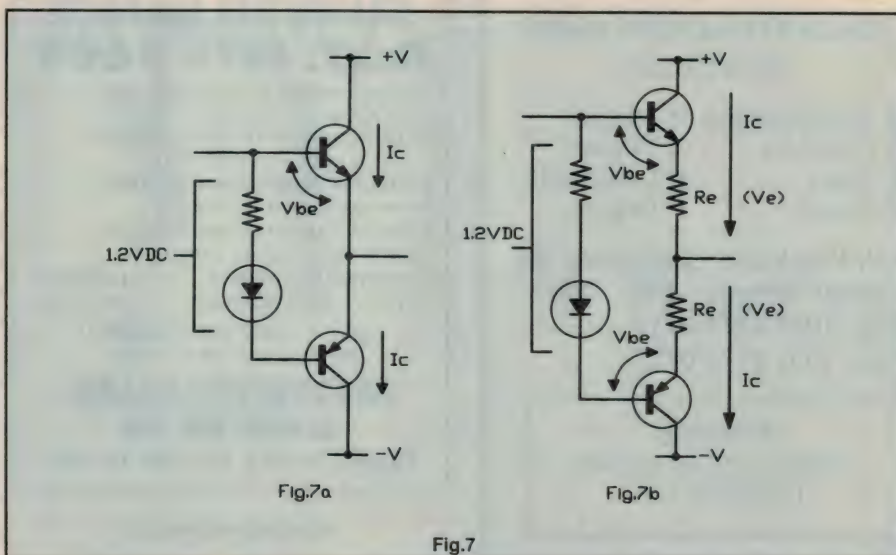 +V
Ic
Vbe
1.2VDC
-V
Fig.7a
+V
Ic
Vbe
Re (Ve)
1.2VDC
Re (Ve)
Vbe
Ic
-V
Fig.7b
Fig.7